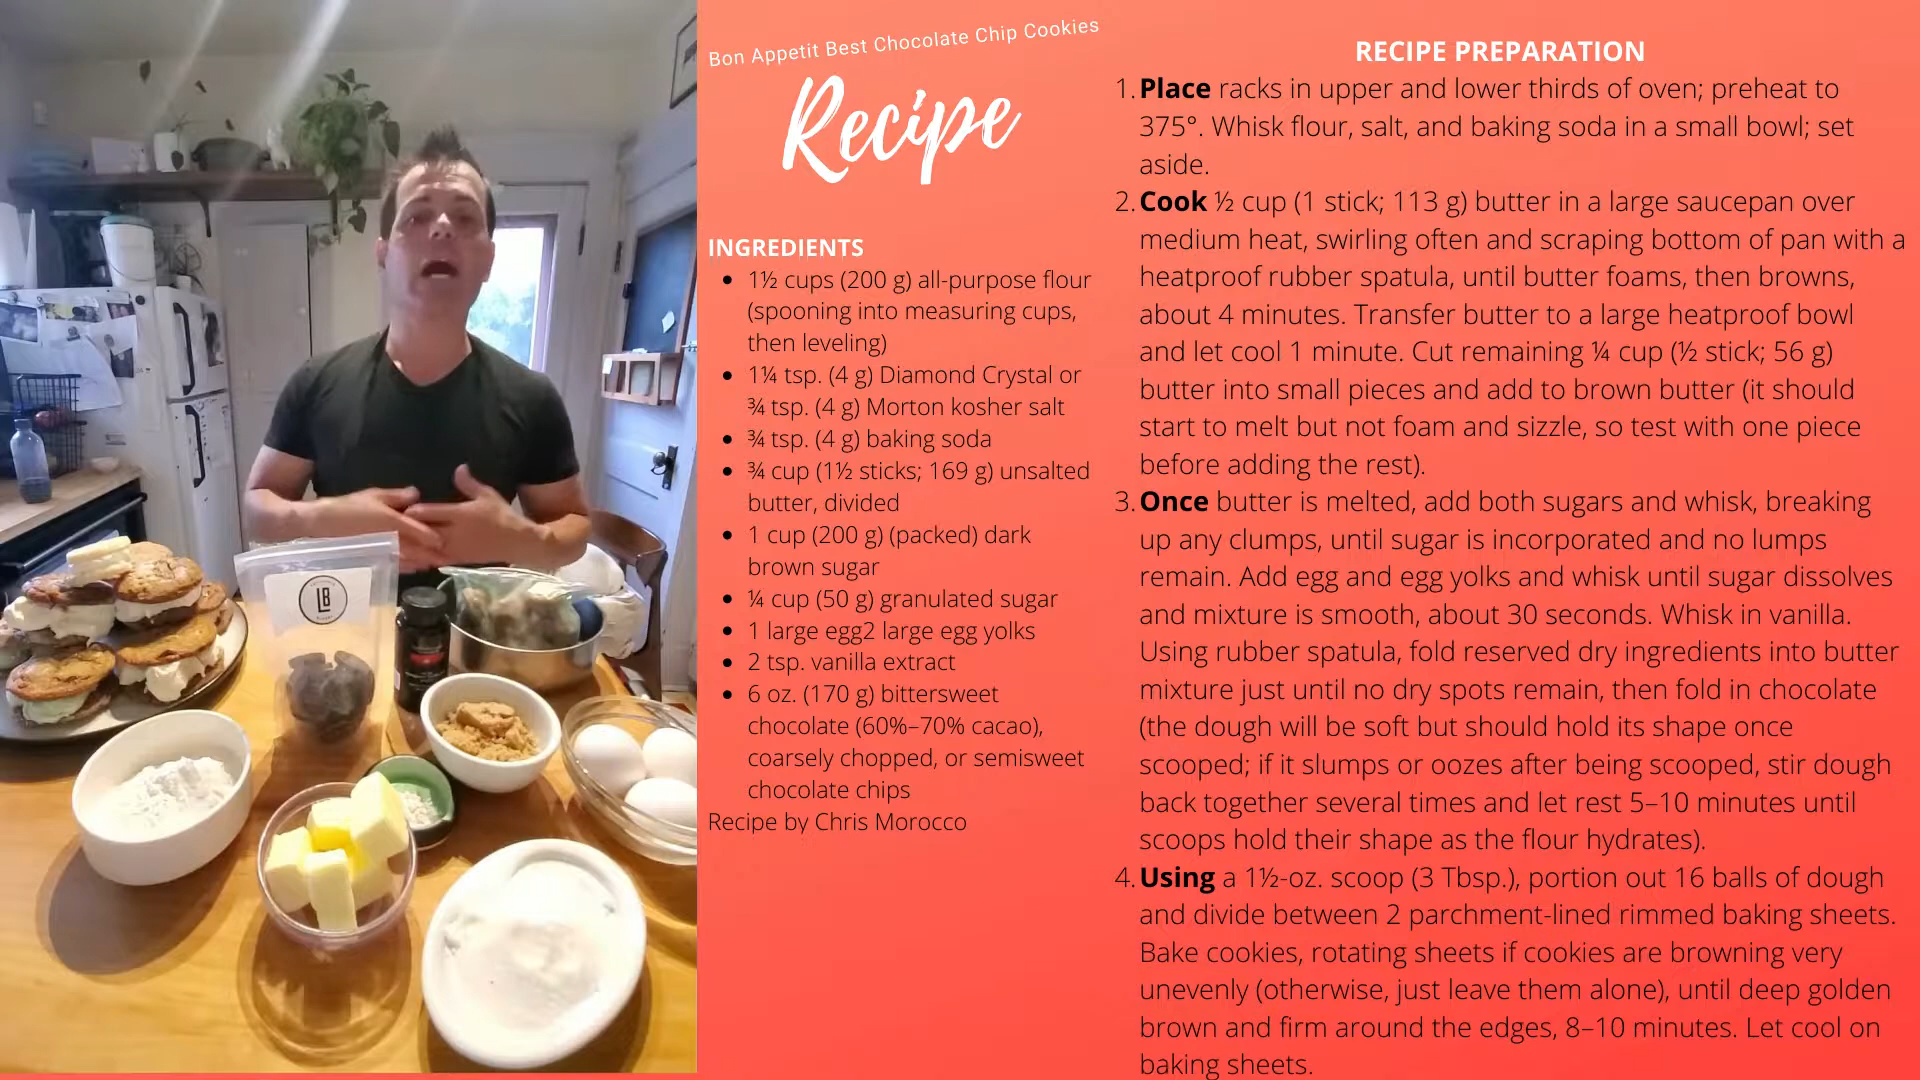 Bon Appetit Best Chocolate Chip Cookies
Recipe
INGREDIENTS
1½ cups (200 g) all-purpose flour
(spooning into measuring cups,
then leveling)
1¼ tsp. (4 g) Diamond Crystal or
¾ tsp. (4 g) Morton kosher salt
¾ tsp. (4 g) baking soda
¾ cup (1½ sticks; 169 g) unsalted
butter, divided
1 cup (200 g) (packed) dark
brown sugar
¼ cup (50 g) granulated sugar
1 large egg2 large egg yolks
2 tsp. vanilla extract
6 oz. (170 g) bittersweet
chocolate (60%–70% cacao),
coarsely chopped, or semisweet
chocolate chips
Recipe by Chris Morocco
RECIPE PREPARATION
1. Place racks in upper and lower thirds of oven; preheat to
375°. Whisk flour, salt, and baking soda in a small bowl; set
aside.
2. Cook ½ cup (1 stick; 113 g) butter in a large saucepan over
medium heat, swirling often and scraping bottom of pan with a
heatproof rubber spatula, until butter foams, then browns,
about 4 minutes. Transfer butter to a large heatproof bowl
and let cool 1 minute. Cut remaining ¼ cup (½ stick; 56 g)
butter into small pieces and add to brown butter (it should
start to melt but not foam and sizzle, so test with one piece
before adding the rest).
3. Once butter is melted, add both sugars and whisk, breaking
up any clumps, until sugar is incorporated and no lumps
remain. Add egg and egg yolks and whisk until sugar dissolves
and mixture is smooth, about 30 seconds. Whisk in vanilla.
Using rubber spatula, fold reserved dry ingredients into butter
mixture just until no dry spots remain, then fold in chocolate
(the dough will be soft but should hold its shape once
scooped; if it slumps or oozes after being scooped, stir dough
back together several times and let rest 5–10 minutes until
scoops hold their shape as the flour hydrates).
4. Using a 1½-oz. scoop (3 Tbsp.), portion out 16 balls of dough
and divide between 2 parchment-lined rimmed baking sheets.
Bake cookies, rotating sheets if cookies are browning very
unevenly (otherwise, just leave them alone), until deep golden
brown and firm around the edges, 8–10 minutes. Let cool on
baking sheets.
LB